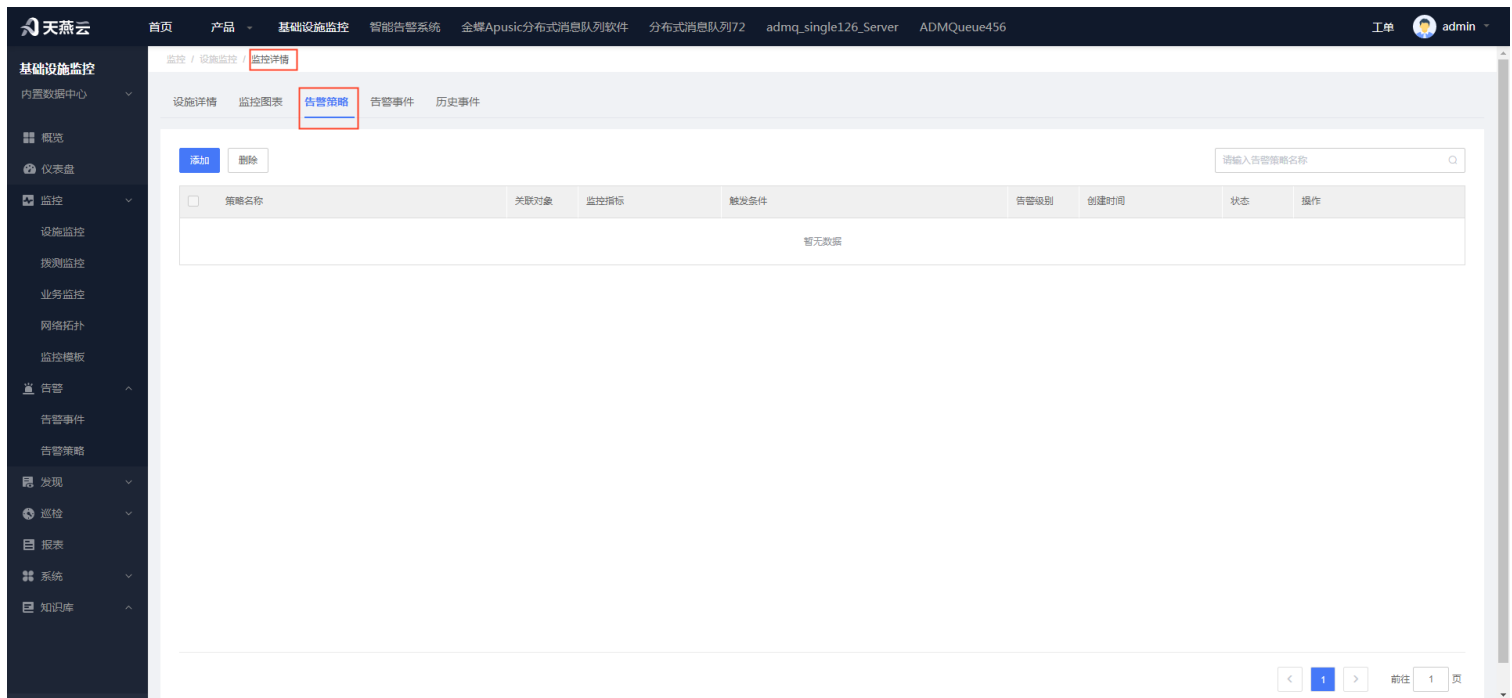 天燕云 首页 产品 基础设施监控 智能告警系统 金蝶Apusic分布式消息队列软件 分布式消息队列72 admq_single126_Server ADMQueue456 工单 admin
基础设施监控
内置数据中心
概览
仪表盘
监控
设施监控
拨测监控
业务监控
网络拓扑
监控模板
告警
告警事件
告警策略
发现
巡检
报表
系统
知识库
监控 / 设施监控 / 监控详情
设施详情 监控图表 告警策略 告警事件 历史事件
添加 删除 请输入告警策略名称
策略名称 关联对象 监控指标 触发条件 告警级别 创建时间 状态 操作
暂无数据
< 1 > 前往 1 页